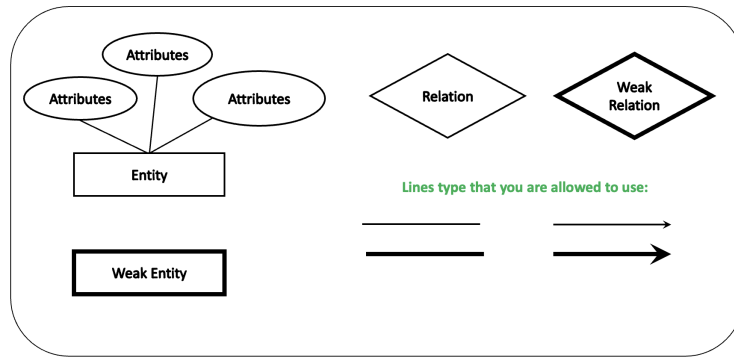 Attributes
Attributes
Attributes
Entity
Weak Entity
Relation
Weak
Relation
Lines type that you are allowed to use: